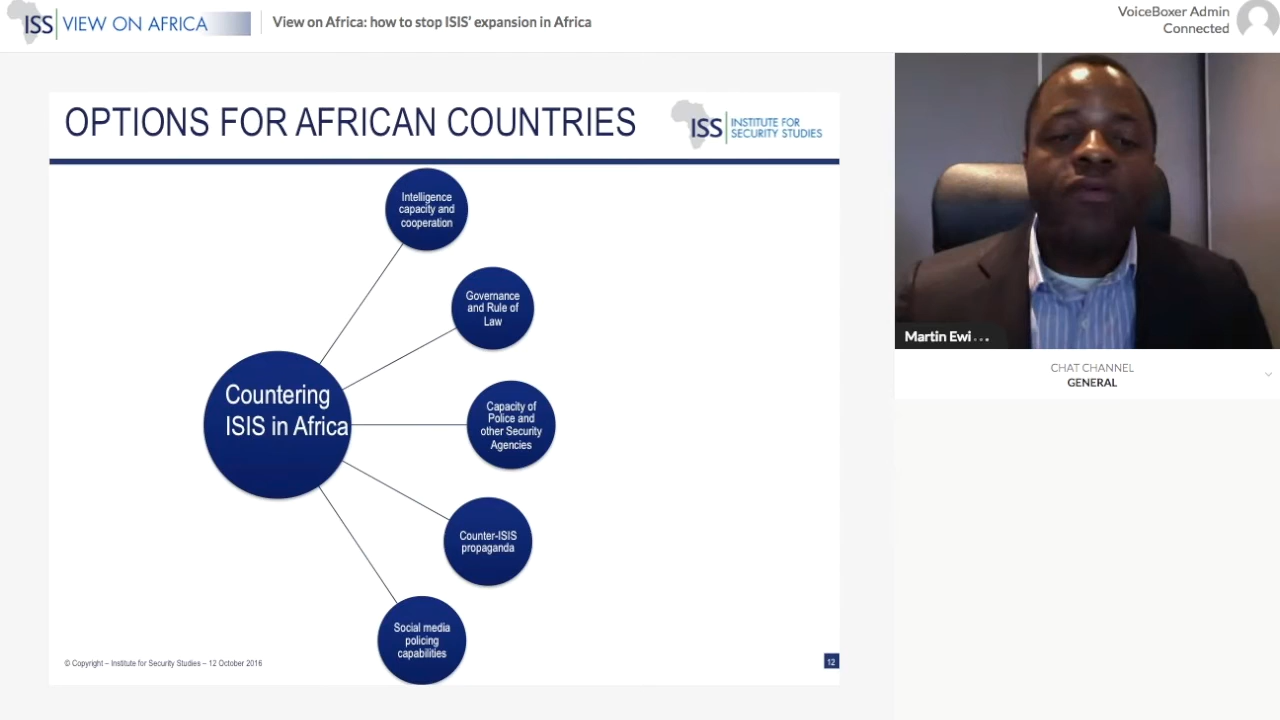 ISS VIEW ON AFRICA
View on Africa: how to stop ISIS' expansion in Africa
VoiceBoxer Admin
Connected
OPTIONS FOR AFRICAN COUNTRIES
ISS
INSTITUTE FOR
SECURITY STUDIES
Intelligence
capacity and
cooperation
Governance
and Rule of
Law
Countering
ISIS in Africa
Capacity of
Police and
other Security
Agencies
Counter-ISIS
propaganda
Social media
policing
capabilities
© Copyright – Institute for Security Studies – 12 October 2016
12
Martin Ewi ...
CHAT CHANNEL
GENERAL